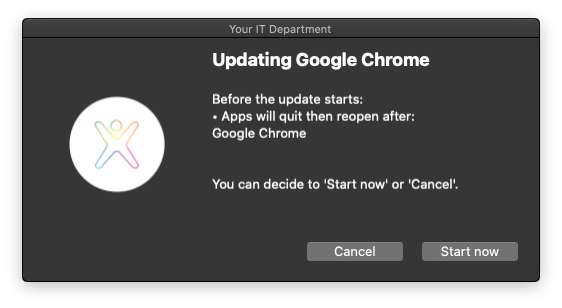 Your IT Department
Updating Google Chrome
Before the update starts:
• Apps will quit then reopen after:
Google Chrome
You can decide to 'Start now' or 'Cancel'.
Cancel
Start now